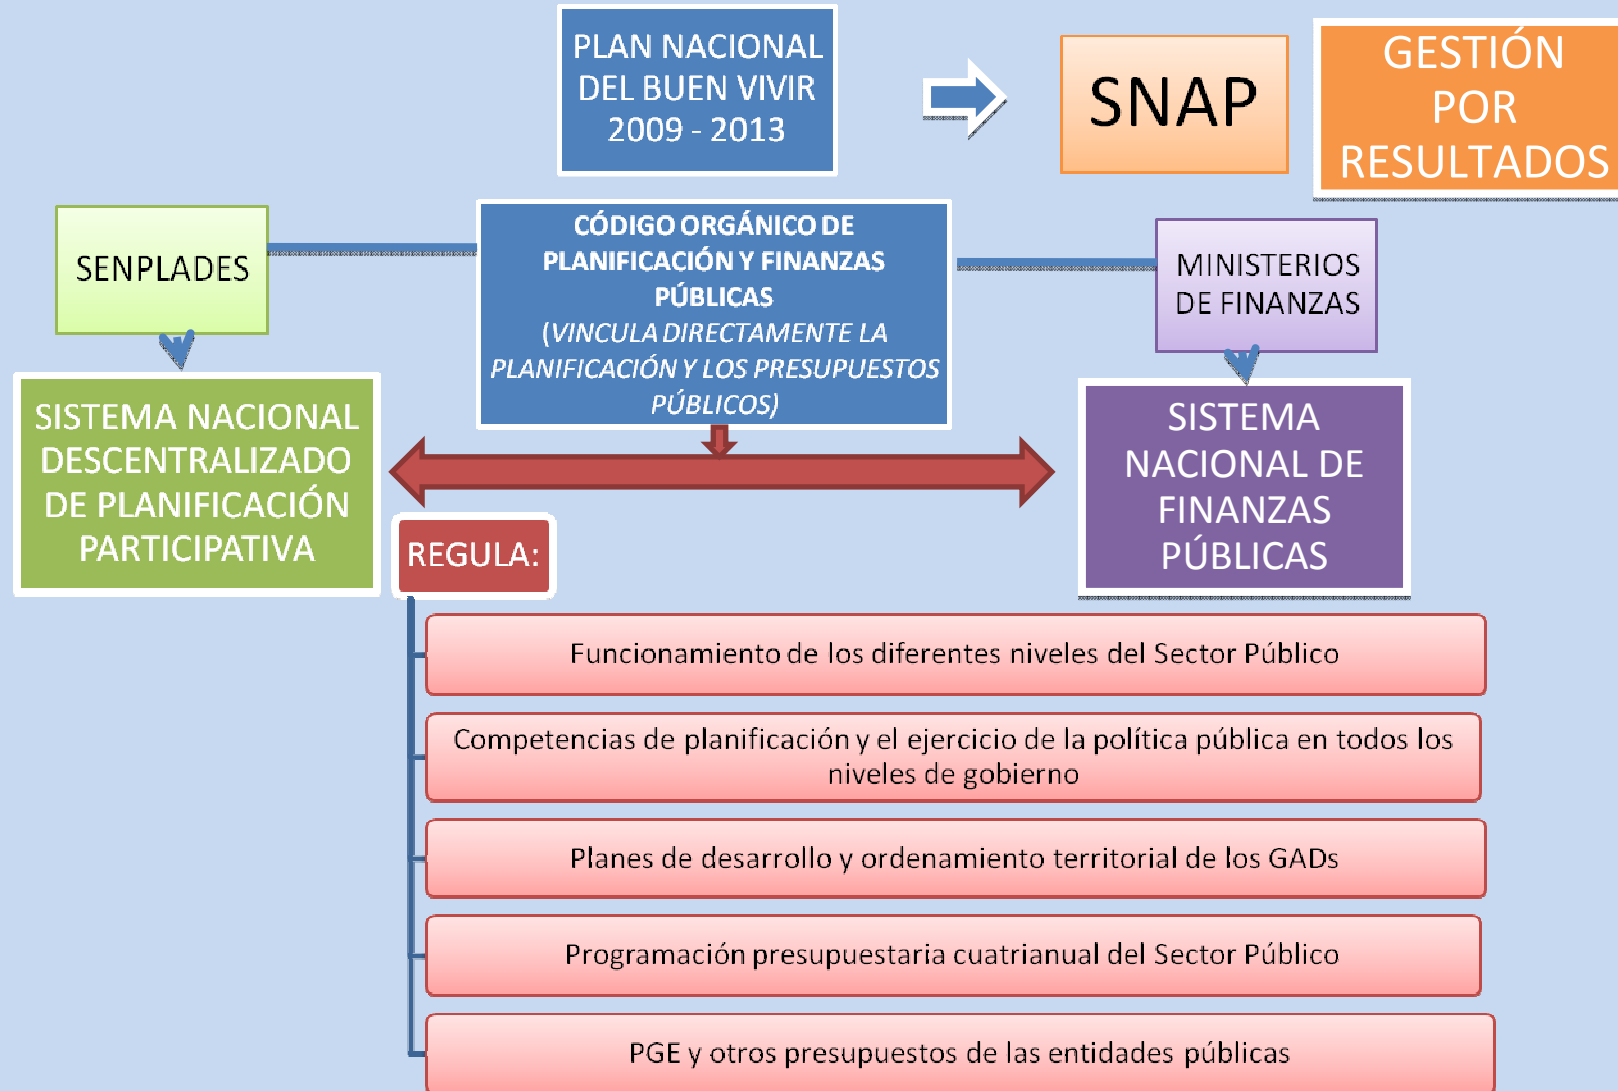 PLAN NACIONAL
DEL BUEN VIVIR
2009 - 2013
SNAP
GESTIÓN
POR
RESULTADOS
SENPLADES
CÓDIGO ORGÁNICO DE
PLANIFICACIÓN Y FINANZAS
PÚBLICAS
(VINCULA DIRECTAMENTE LA
PLANIFICACIÓN Y LOS PRESUPUESTOS
PÚBLICOS)
MINISTERIOS
DE FINANZAS
SISTEMA NACIONAL
DESCENTRALIZADO
DE PLANIFICACIÓN
PARTICIPATIVA
SISTEMA
NACIONAL DE
FINANZAS
PÚBLICAS
REGULA:
Funcionamiento de los diferentes niveles del Sector Público
Competencias de planificación y el ejercicio de la política pública en todos los
niveles de gobierno
Planes de desarrollo y ordenamiento territorial de los GADs
Programación presupuestaria cuatrianual del Sector Público
PGE y otros presupuestos de las entidades públicas